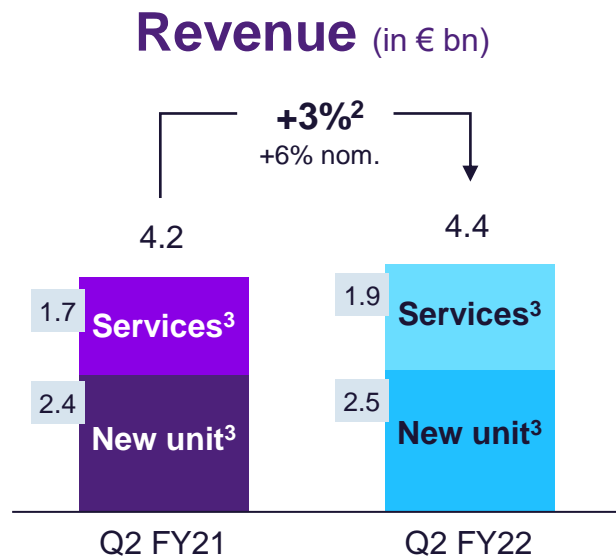 Revenue (in € bn)
+3%²
+6% nom.
4.2
4.4
1.7
Services³
1.9
Services³
2.4
New unit³
2.5
New unit³
Q2 FY21
Q2 FY22